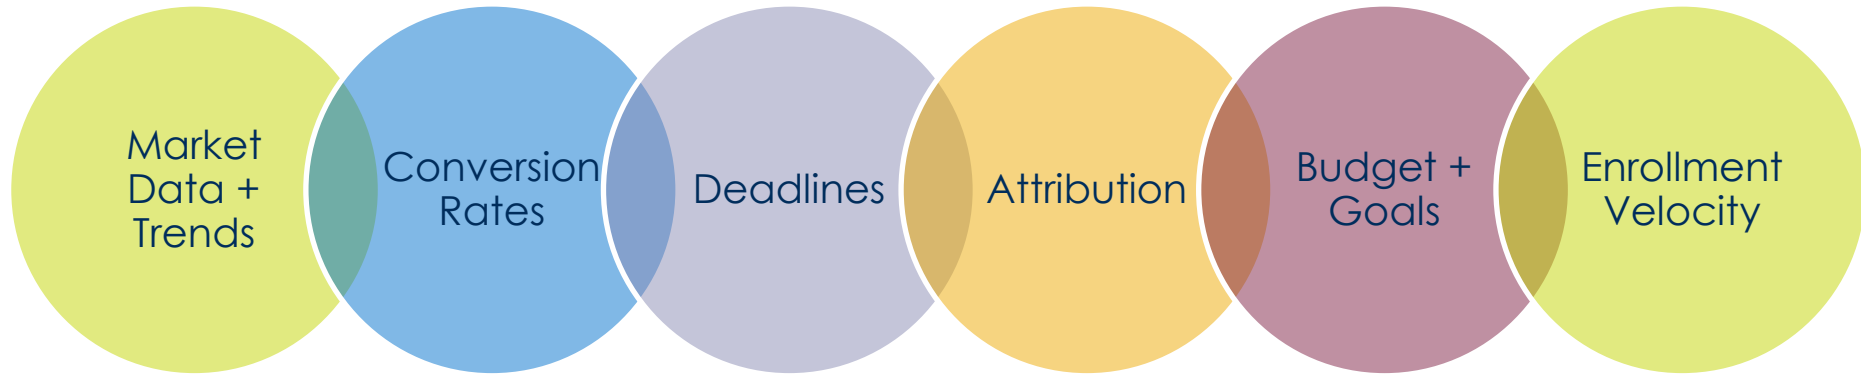 Market
Data +
Trends
Conversion
Rates
Deadlines
Attribution
Budget +
Goals
Enrollment
Velocity